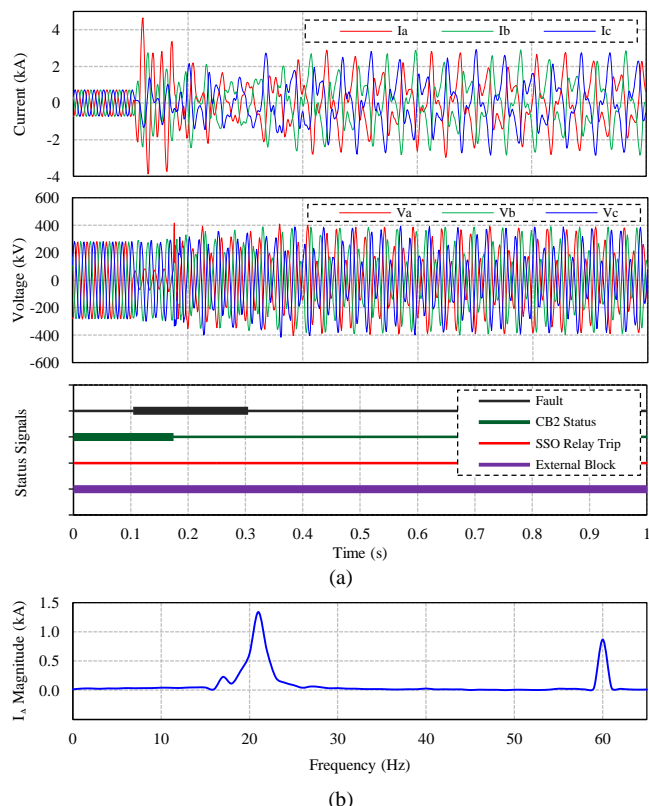 Ia Ib Ic
Current (kA)
4
2
0
-2
-4
Va Vb Vc
Voltage (kV)
600
400
200
0
-200
-400
-600
Status Signals
Fault
CB2 Status
SSO Relay Trip
External Block
0 0.1 0.2 0.3 0.4 0.5 0.6 0.7 0.8 0.9 1
Time (s)
(a)
I∆ Magnitude (kA)
1.5
1.0
0.5
0.0
0 10 20 30 40 50 60
Frequency (Hz)
(b)